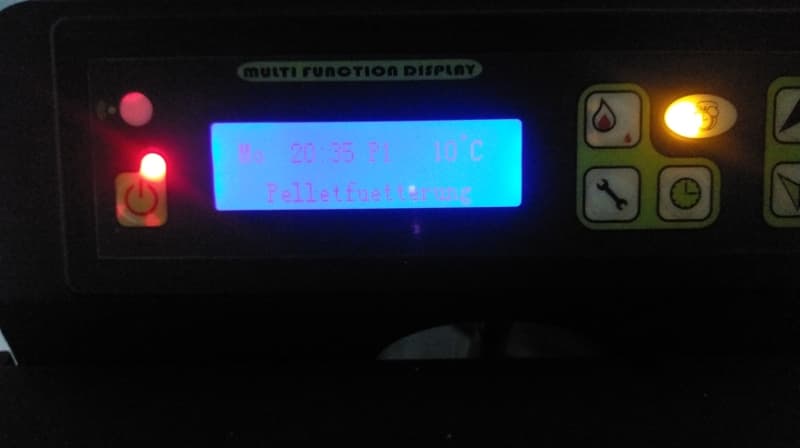 MULTI FUNCTION DISPLAY
Mo 20:35 P1 10°C
Pelletfuetterung